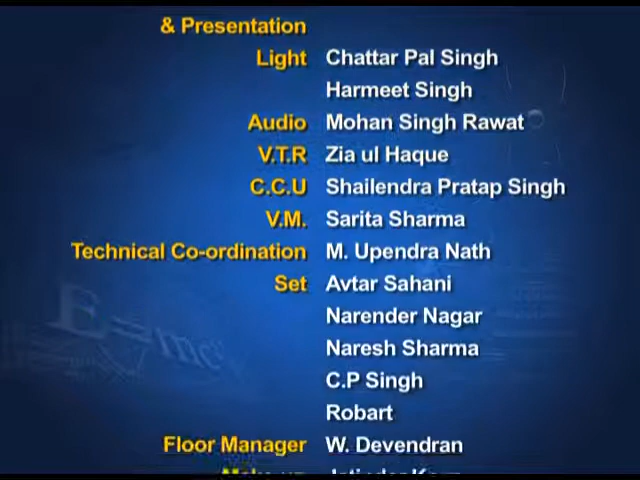 & Presentation
Light Chattar Pal Singh
Harmeet Singh
Audio Mohan Singh Rawat
V.T.R Zia ul Haque
C.C.U Shailendra Pratap Singh
V.M. Sarita Sharma
Technical Co-ordination M. Upendra Nath
Set Avtar Sahani
Narender Nagar
Naresh Sharma
C.P Singh
Robart
Floor Manager W. Devendran